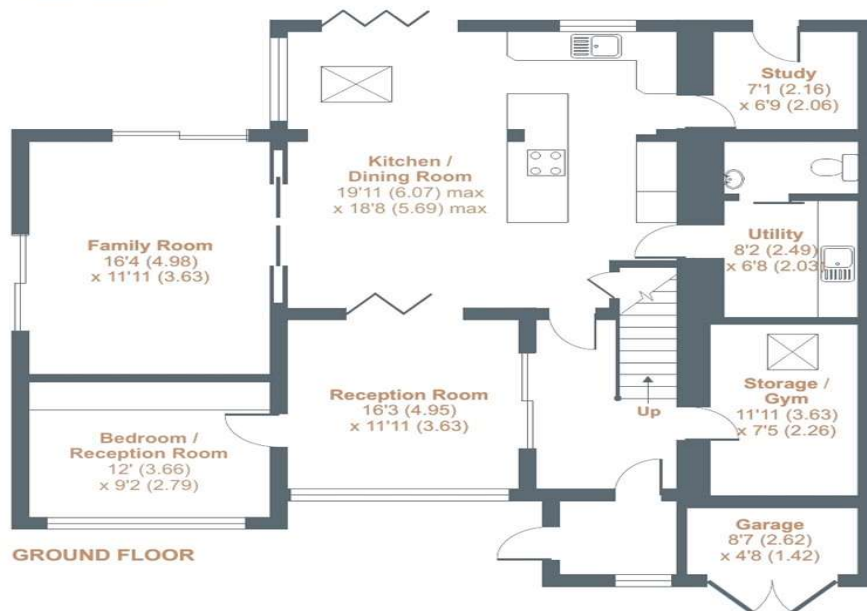 Study
7'1 (2.16)
x 6'9 (2.06)
Kitchen /
Dining Room
19'11 (6.07) max
x 18'8 (5.69) max
Family Room
16'4 (4.98)
x 11'11 (3.63)
Utility
8'2 (2.49)
x 6'8 (2.03)
Reception Room
16'3 (4.95)
x 11'11 (3.63)
Up
Storage /
Gym
11'11 (3.63)
x 7'5 (2.26)
Bedroom /
Reception Room
12' (3.66)
x 9'2 (2.79)
Garage
8'7 (2.62)
x 4'8 (1.42)
GROUND FLOOR